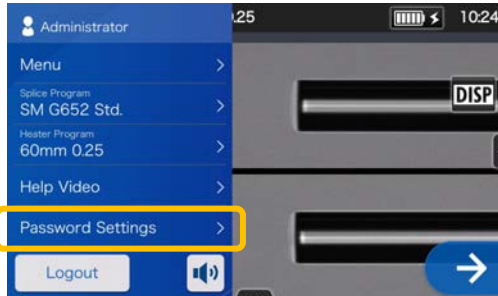 Administrator
.25
10:24
Menu
Splice Program
SM G652 Std.
Heater Program
60mm 0.25
Help Video
Password Settings
Logout
DISP